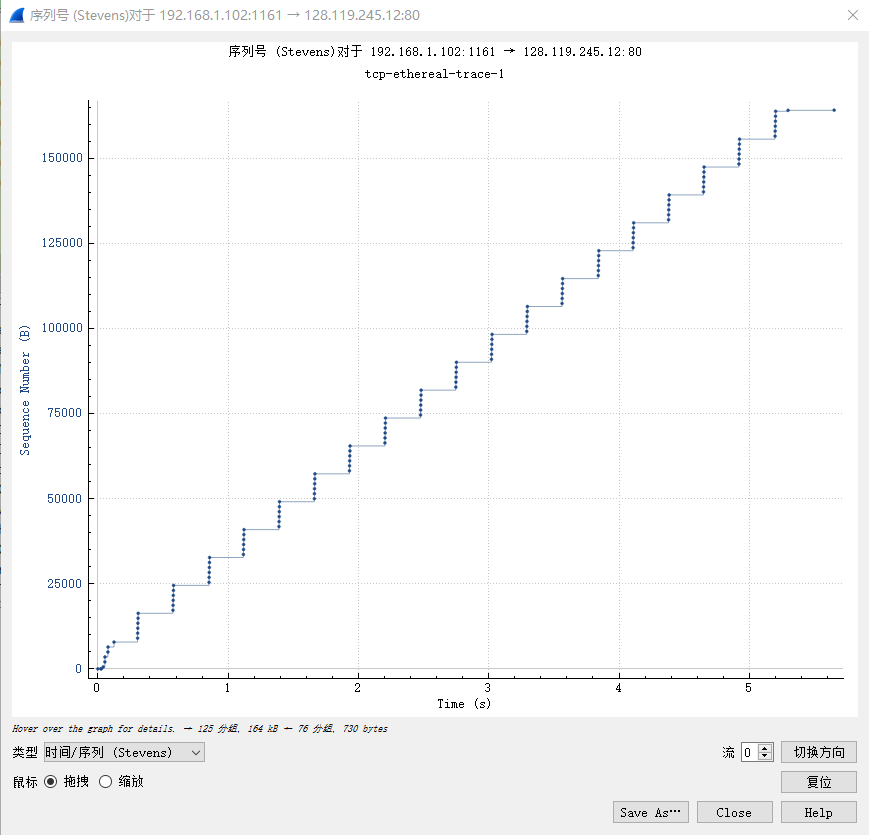 序列号 (Stevens)对于 192.168.1.102:1161 → 128.119.245.12:80
序列号 (Stevens)对于 192.168.1.102:1161 → 128.119.245.12:80
tcp-ethereal-trace-1
Sequence Number (B)
150000
125000
100000
75000
50000
25000
0
0 1 2 3 4 5
Time (s)
Hover over the graph for details. → 125 分组, 164 kB ← 76 分组, 730 bytes
类型 时间/序列 (Stevens) 流 0 切换方向
鼠标 拖拽 缩放 复位
Save As… Close Help